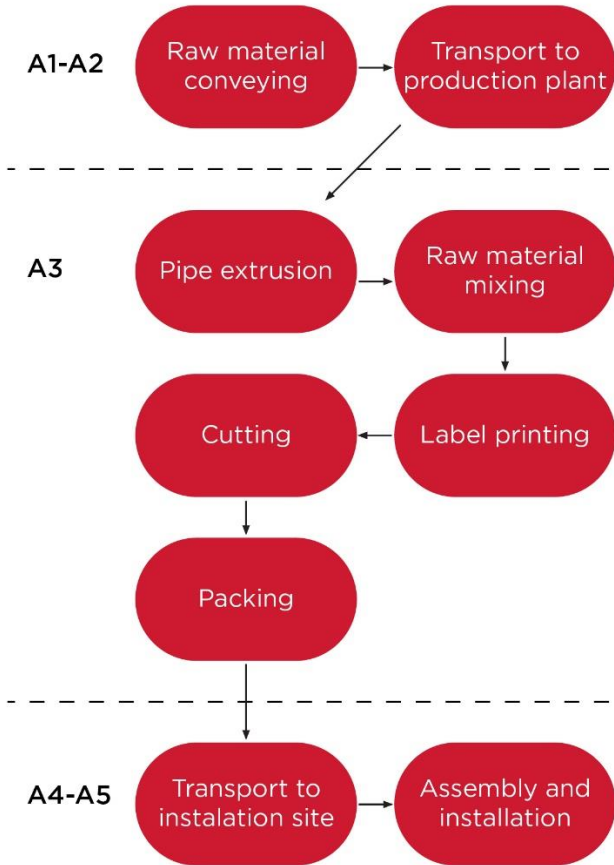 A1-A2
Raw material
conveying
Transport to
production plant
A3
Pipe extrusion
Raw material
mixing
Cutting
Label printing
Packing
A4-A5
Transport to
instalation site
Assembly and
installation